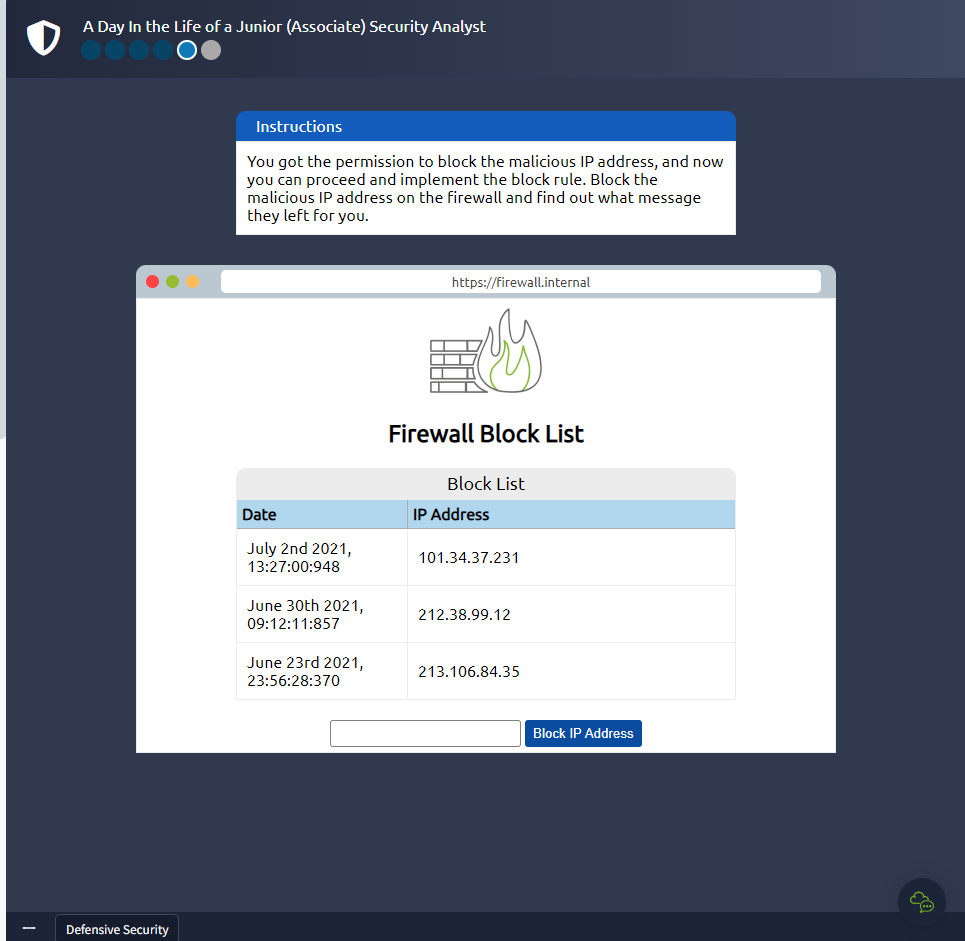 A Day In the Life of a Junior (Associate) Security Analyst
Instructions
You got the permission to block the malicious IP address, and now
you can proceed and implement the block rule. Block the
malicious IP address on the firewall and find out what message
they left for you.
https://firewall.internal
Firewall Block List
Block List
Date IP Address
July 2nd 2021,
13:27:00:948
101.34.37.231
June 30th 2021,
09:12:11:857
212.38.99.12
June 23rd 2021,
23:56:28:370
213.106.84.35
Block IP Address
Defensive Security